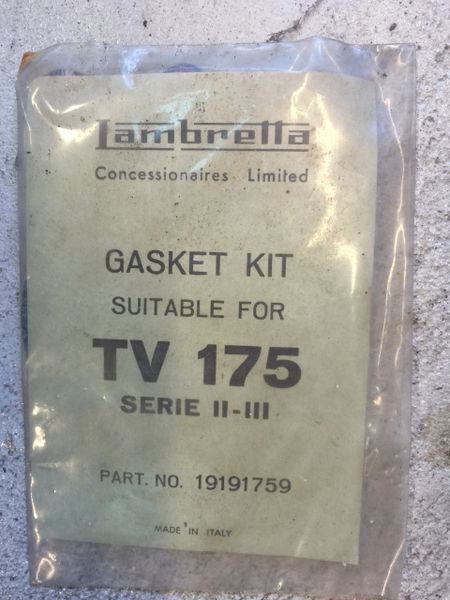 Lambretta
Concessionaires Limited
GASKET KIT
SUITABLE FOR
TV 175
SERIE II-III
PART. NO. 19191759
MADE IN ITALY